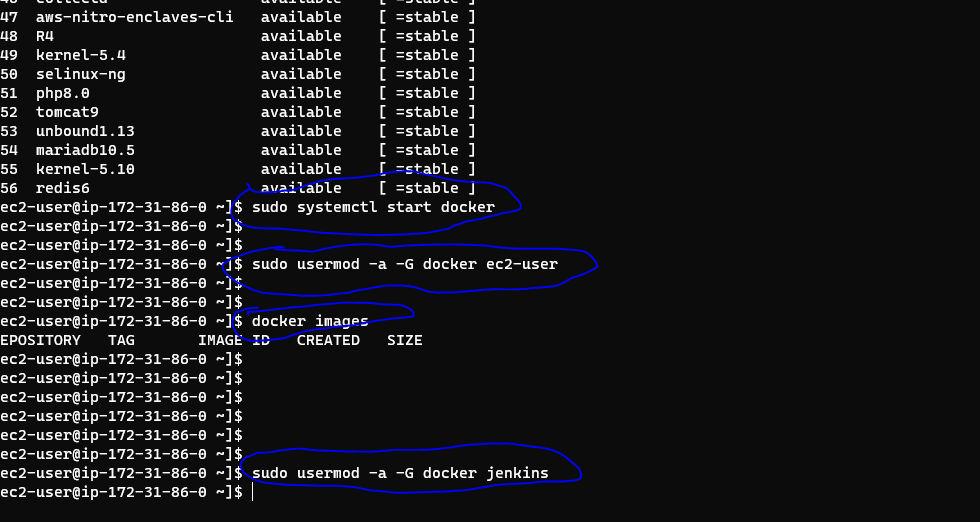 46  collectd
47  aws-nitro-enclaves-cli   available    [ =stable ]
48  R4                       available    [ =stable ]
49  kernel-5.4               available    [ =stable ]
50  selinux-ng               available    [ =stable ]
51  php8.0                   available    [ =stable ]
52  tomcat9                  available    [ =stable ]
53  unbound1.13              available    [ =stable ]
54  mariadb10.5              available    [ =stable ]
55  kernel-5.10              available    [ =stable ]
56  redis6                   available    [ =stable ]
ec2-user@ip-172-31-86-0 ~]$ sudo systemctl start docker
ec2-user@ip-172-31-86-0 ~]$
ec2-user@ip-172-31-86-0 ~]$
ec2-user@ip-172-31-86-0 ~]$ sudo usermod -a -G docker ec2-user
ec2-user@ip-172-31-86-0 ~]$
ec2-user@ip-172-31-86-0 ~]$
ec2-user@ip-172-31-86-0 ~]$ docker images
EPOSITORY   TAG       IMAGE ID   CREATED   SIZE
ec2-user@ip-172-31-86-0 ~]$
ec2-user@ip-172-31-86-0 ~]$
ec2-user@ip-172-31-86-0 ~]$
ec2-user@ip-172-31-86-0 ~]$
ec2-user@ip-172-31-86-0 ~]$
ec2-user@ip-172-31-86-0 ~]$
ec2-user@ip-172-31-86-0 ~]$ sudo usermod -a -G docker jenkins
ec2-user@ip-172-31-86-0 ~]$